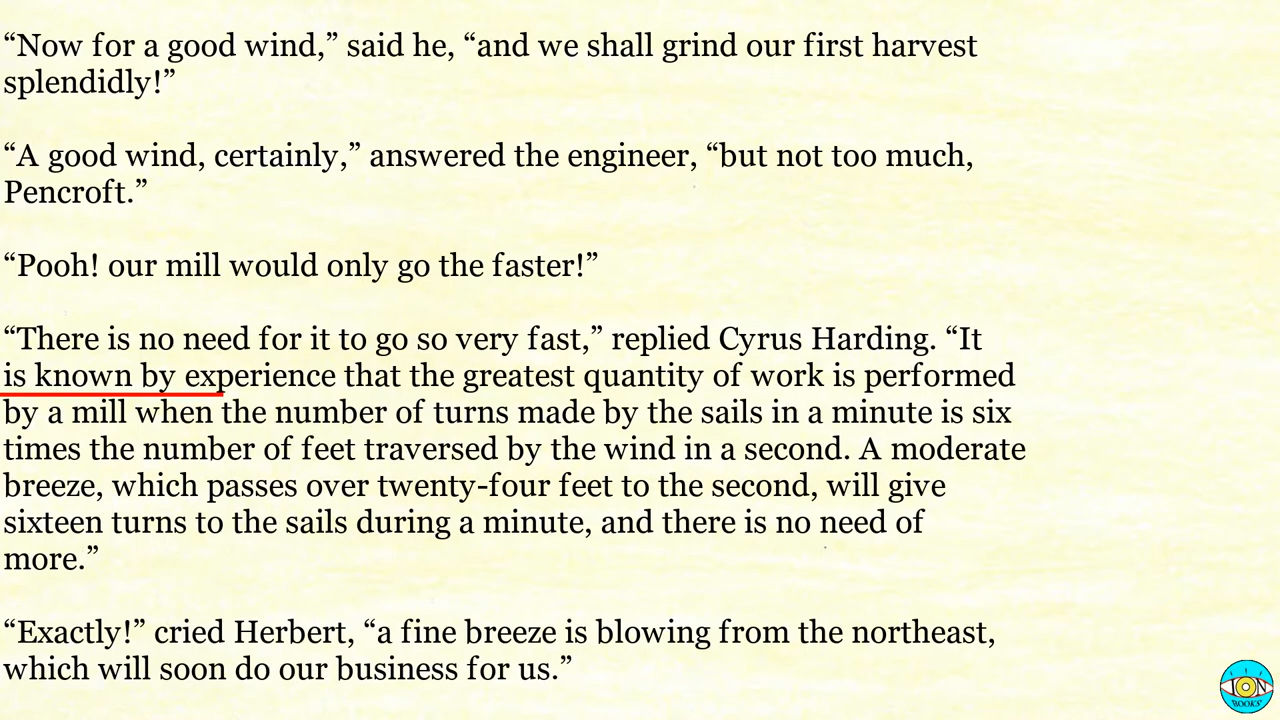 “Now for a good wind,” said he, “and we shall grind our first harvest
splendidly!”
“A good wind, certainly,” answered the engineer, “but not too much,
Pencroft.”
“Pooh! our mill would only go the faster!”
“There is no need for it to go so very fast,” replied Cyrus Harding. “It
is known by experience that the greatest quantity of work is performed
by a mill when the number of turns made by the sails in a minute is six
times the number of feet traversed by the wind in a second. A moderate
breeze, which passes over twenty-four feet to the second, will give
sixteen turns to the sails during a minute, and there is no need of
more.”
“Exactly!” cried Herbert, “a fine breeze is blowing from the northeast,
which will soon do our business for us.”
ION
BOOKS